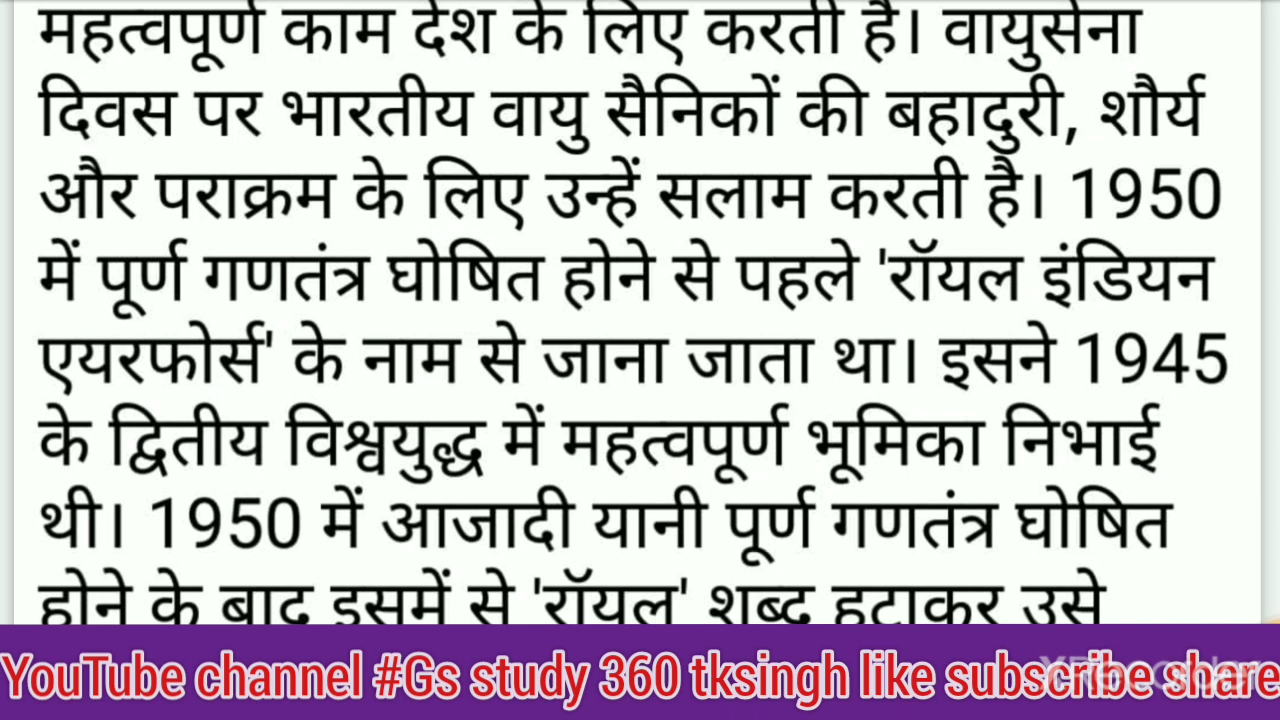 महत्वपूर्ण काम देश के लिए करती है। वायुसेना
दिवस पर भारतीय वायु सैनिकों की बहादुरी, शौर्य
और पराक्रम के लिए उन्हें सलाम करती है। 1950
में पूर्ण गणतंत्र घोषित होने से पहले 'रॉयल इंडियन
एयरफोर्स' के नाम से जाना जाता था। इसने 1945
के द्वितीय विश्वयुद्ध में महत्वपूर्ण भूमिका निभाई
थी। 1950 में आजादी यानी पूर्ण गणतंत्र घोषित
होने के बाद इसमें से 'रॉयल' शब्द हटाकर उसे
YouTube channel #Gs study 360 tksingh like subscribe share
XRecorder